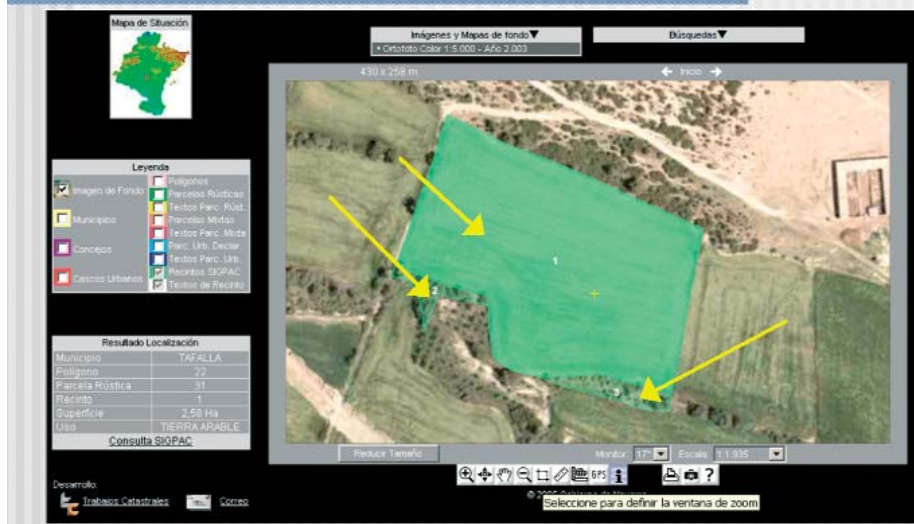 Mapa de Situación
Imágenes y Mapas de fondo▼
• Ortofoto Color 1:5.000 - Año 2.003
Búsquedas▼
430 x 258 m
Inicio
Leyenda
Imagen de Fondo
Municipios
Concejos
Cascos Urbanos
Polígonos
Parcelas Rústicas
Textos Parc. Rúst.
Parcelas Mixtas
Textos Parc. Mixta
Parc. Urb. Declar
Textos Parc. Urb.
Recintos SIGPAC
Textos de Recinto
1
2
3
Resultado Localización
Municipio TAFALLA
Polígono 22
Parcela Rústica 31
Recinto 1
Superficie 2,58 Ha
Uso TIERRA ARABLE
Consulta SIGPAC
Reducir Tamaño
Monitor: 17"
Escala: 1:1.935
GPS i ?
Desarrollo:
Trabajos Catastrales
Correo
Seleccione para definir la ventana de zoom